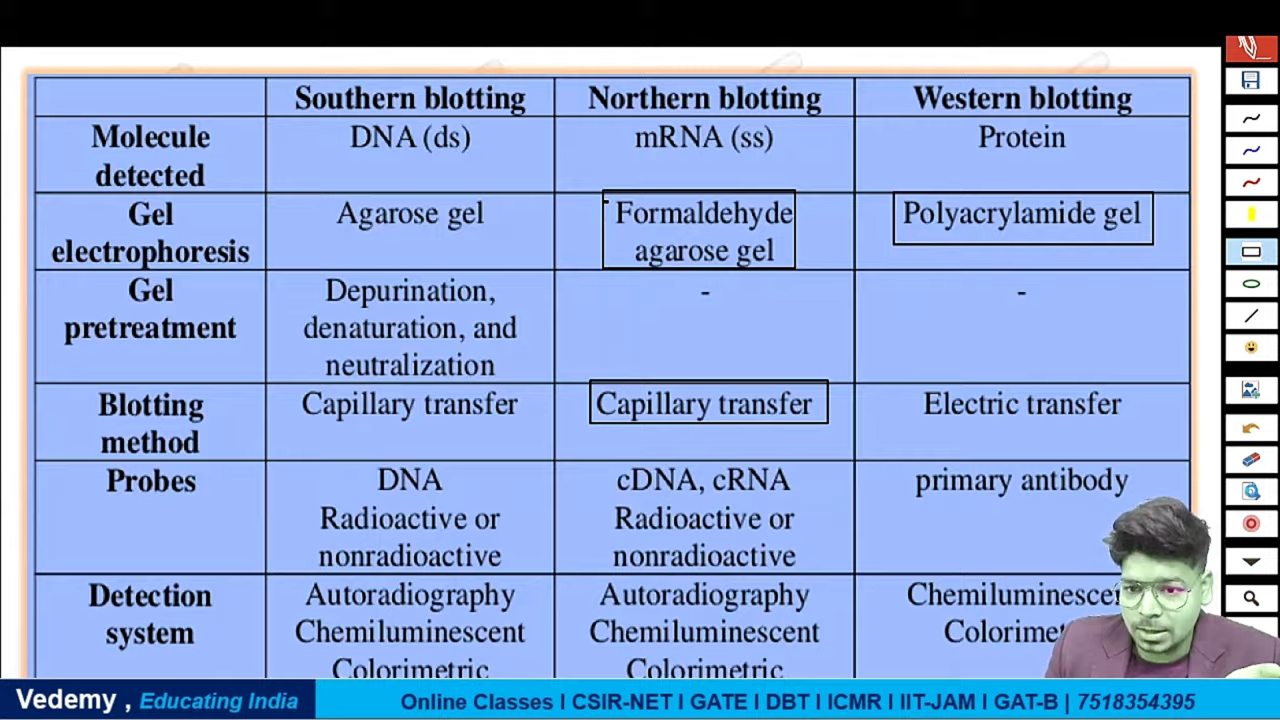 Southern blotting Northern blotting Western blotting
Molecule detected DNA (ds) mRNA (ss) Protein
Gel electrophoresis Agarose gel Formaldehyde agarose gel Polyacrylamide gel
Gel pretreatment Depurination, denaturation, and neutralization - -
Blotting method Capillary transfer Capillary transfer Electric transfer
Probes DNA Radioactive or nonradioactive cDNA, cRNA Radioactive or nonradioactive primary antibody
Detection system Autoradiography Chemiluminescent Colorimetric Autoradiography Chemiluminescent Colorimetric
Vedemy , Educating India Online Classes I CSIR-NET I GATE I DBT I ICMR I IIT-JAM I GAT-B | 7518354395